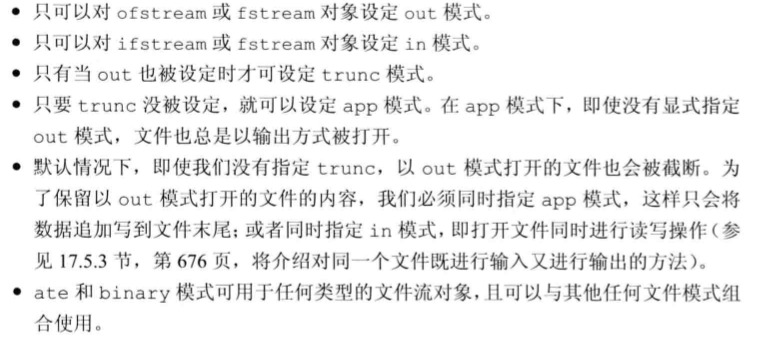 • 只可以对 ofstream 或 fstream 对象设定 out 模式。
• 只可以对 ifstream 或 fstream 对象设定 in 模式。
• 只有当 out 也被设定时才可设定 trunc 模式。
• 只要 trunc 没被设定，就可以设定 app 模式。在 app 模式下，即使没有显式指定
out 模式，文件也总是以输出方式被打开。
• 默认情况下，即使我们没有指定 trunc，以 out 模式打开的文件也会被截断。为
了保留以 out 模式打开的文件的内容，我们必须同时指定 app 模式，这样只会将
数据追加写到文件末尾；或者同时指定 in 模式，即打开文件同时进行读写操作（参
见 17.5.3 节，第 676 页，将介绍对同一个文件既进行输入又进行输出的方法）。
• ate 和 binary 模式可用于任何类型的文件流对象，且可以与其他任何文件模式组
合使用。